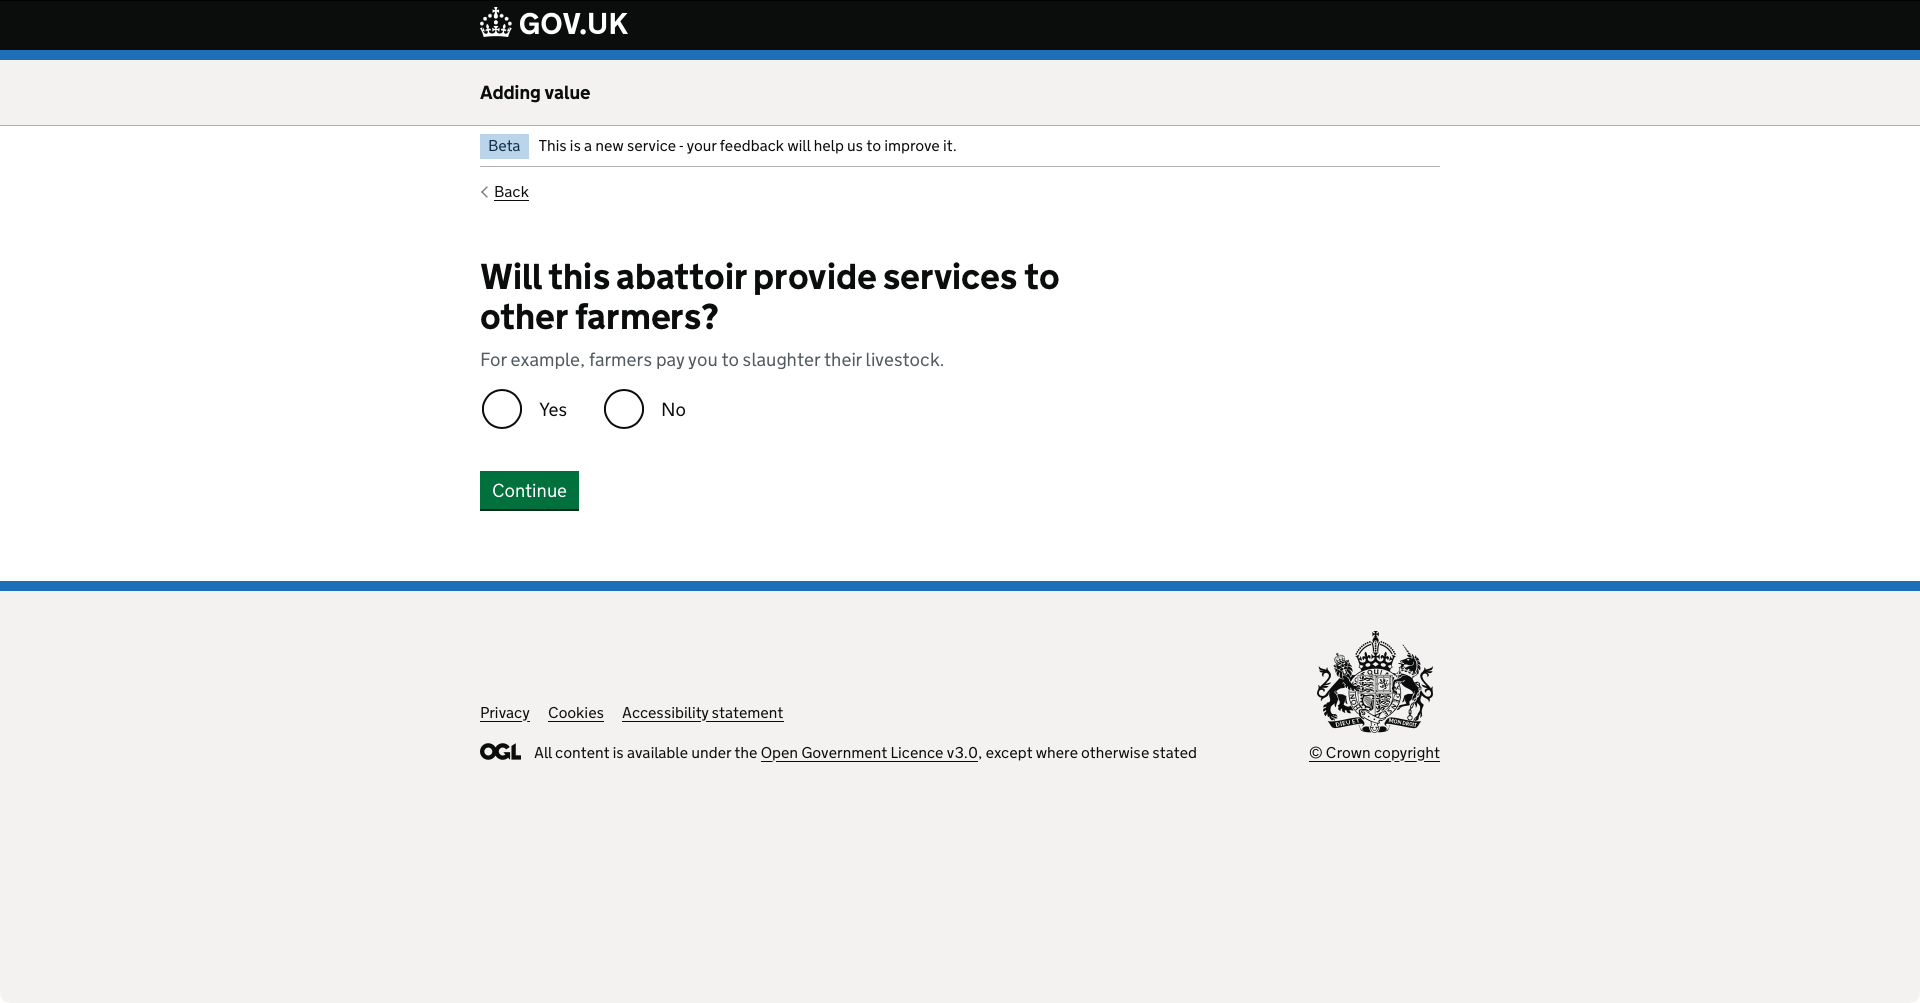 GOV.UK
Adding value
Beta This is a new service - your feedback will help us to improve it.
Back
Will this abattoir provide services to
other farmers?
For example, farmers pay you to slaughter their livestock.
Yes No
Continue
Privacy Cookies Accessibility statement
DIEU ET MON DROIT
OGL All content is available under the Open Government Licence v3.0, except where otherwise stated
© Crown copyright